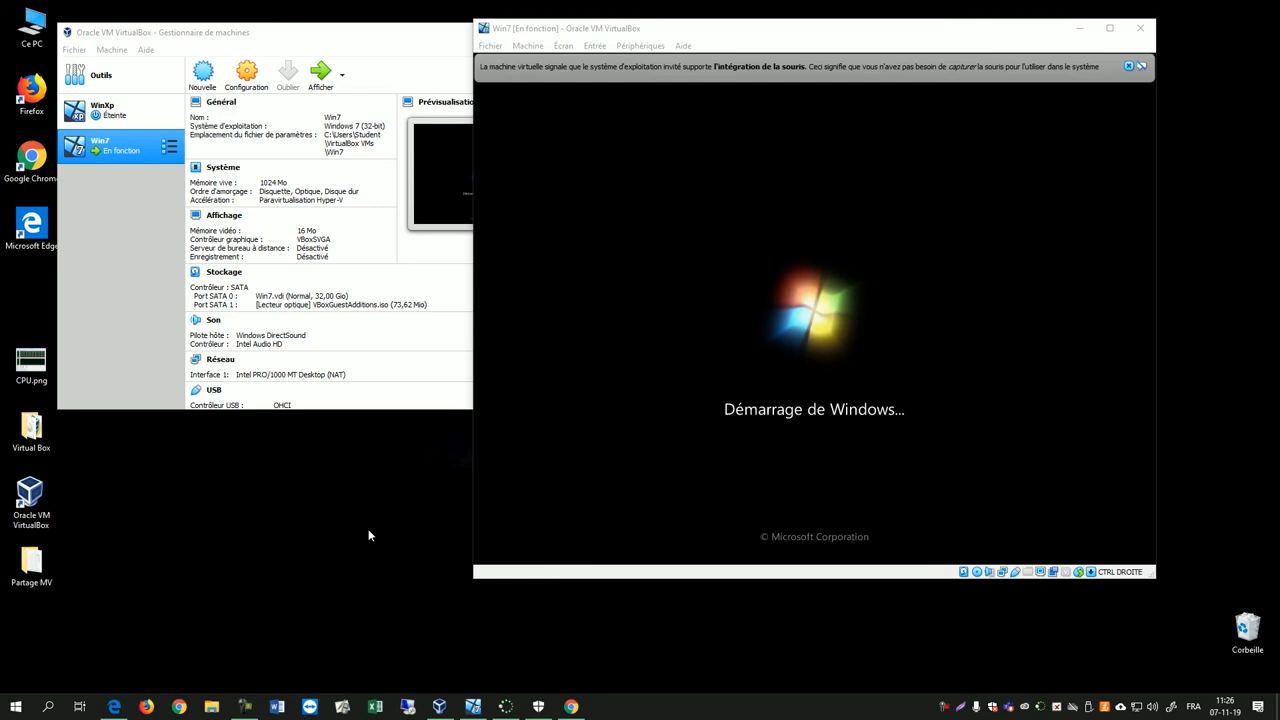 Ce PC
Firefox
Google Chrom
Microsoft Edge
CPU.png
Virtual Box
Oracle VM
VirtualBox
Partage MV
Oracle VM VirtualBox - Gestionnaire de machines
Fichier Machine Aide
Outils
WinXp
Éteinte
Win7
En fonction
Nouvelle Configuration Oublier Afficher
Général
Nom : Win7
Système d'exploitation : Windows 7 (32-bit)
Emplacement du fichier de paramètres : C:\Users\Student
\VirtualBox VMs
\Win7
Système
Mémoire vive : 1024 Mo
Ordre d'amorçage : Disquette, Optique, Disque dur
Accélération : Paravirtualisation Hyper-V
Affichage
Mémoire vidéo : 16 Mo
Contrôleur graphique : VBoxSVGA
Serveur de bureau à distance : Désactivé
Enregistrement : Désactivé
Stockage
Contrôleur : SATA
Port SATA 0 : Win7.vdi (Normal, 32,00 Gio)
Port SATA 1 : [Lecteur optique] VBoxGuestAdditions.iso (73,62 Mio)
Son
Pilote hôte : Windows DirectSound
Contrôleur : Intel Audio HD
Réseau
Interface 1: Intel PRO/1000 MT Desktop (NAT)
USB
Contrôleur USB : OHCI
Prévisualisatio
Win7 [En fonction] - Oracle VM VirtualBox
Fichier Machine Écran Entrée Périphériques Aide
La machine virtuelle signale que le système d'exploitation invité supporte l'intégration de la souris. Ceci signifie que vous n'avez pas besoin de capturer la souris pour l'utiliser dans le système
Démarrage de Windows...
© Microsoft Corporation
CTRL DROITE
Corbeille
FRA
11:26
07-11-19